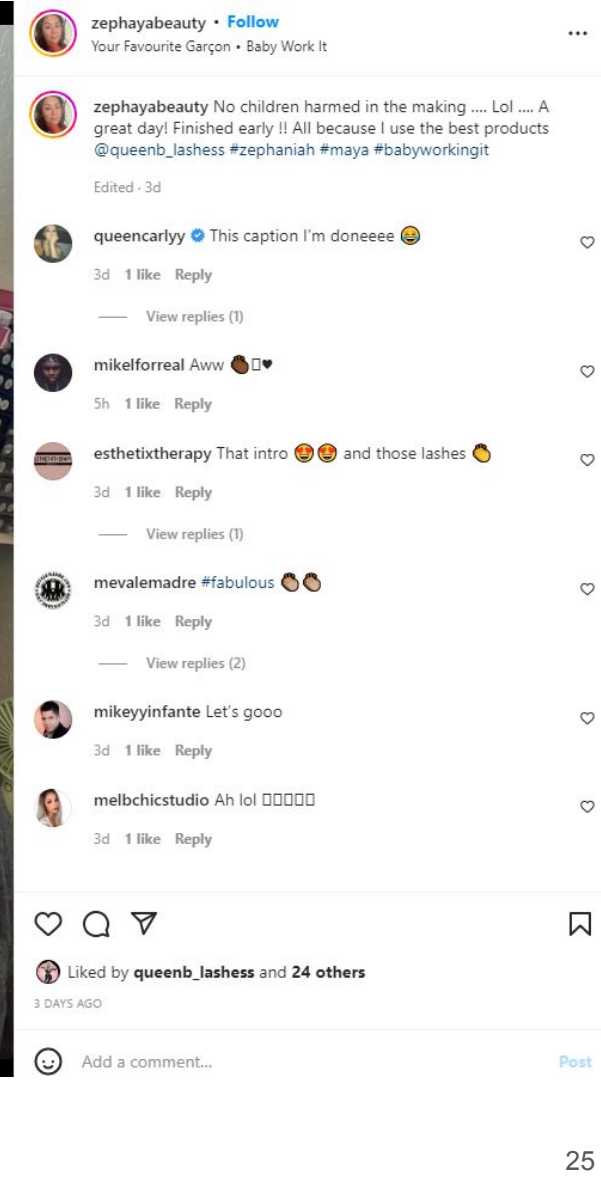 zephayabeauty • Follow
Your Favourite Garçon • Baby Work It
zephayabeauty No children harmed in the making .... Lol .... A
great day! Finished early !! All because I use the best products
@queenb_lashess #zephaniah #maya #babyworkingit
Edited · 3d
queencarlyy This caption I'm doneeee 😂
3d 1 like Reply
View replies (1)
mikelforreal Aww 👏🏿▯♥
5h 1 like Reply
esthetixtherapy That intro 😍😍 and those lashes 👏
3d 1 like Reply
View replies (1)
mevalemadre #fabulous 👏🏽👏🏽
3d 1 like Reply
View replies (2)
mikeyyinfante Let's gooo
3d 1 like Reply
melbchicstudio Ah lol ▯▯▯▯▯
3d 1 like Reply
Liked by queenb_lashess and 24 others
3 DAYS AGO
Add a comment... Post
25